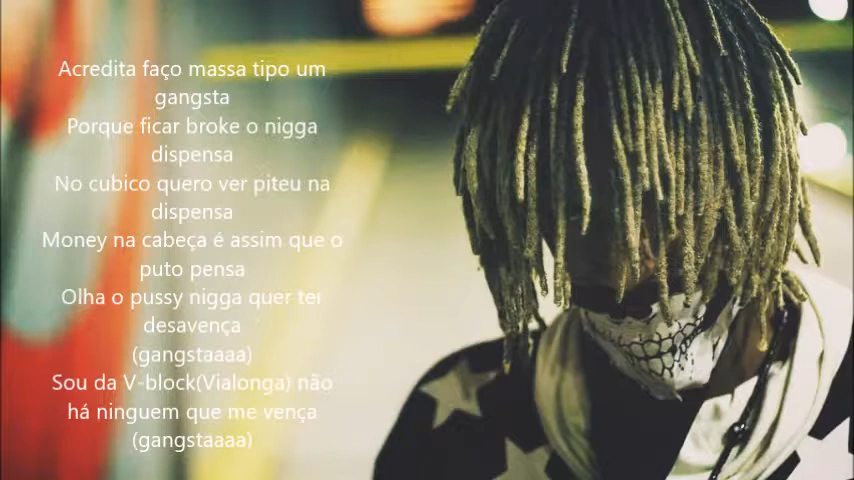 Acredita faço massa tipo um
gangsta
Porque ficar broke o nigga
dispensa
No cubico quero ver piteu na
dispensa
Money na cabeça é assim que o
puto pensa
Olha o pussy nigga quer ter
desavença
(gangstaaaa)
Sou da V-block(Vialonga) não
há ninguem que me vença
(gangstaaaa)